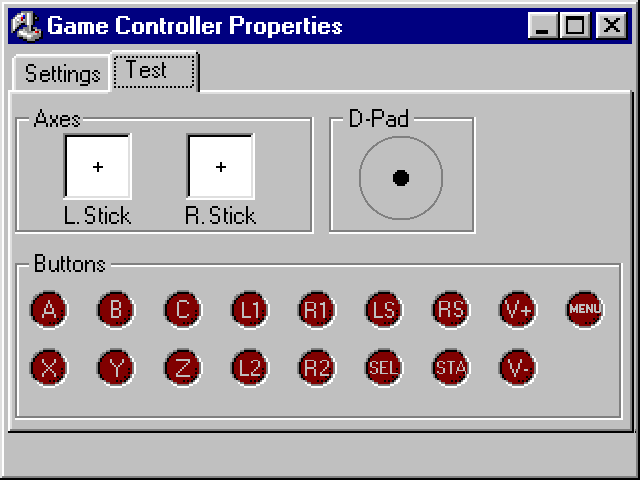 Game Controller Properties
Settings Test
Axes D-Pad
L. Stick R. Stick
Buttons
A B C L1 R1 LS RS V+ MENU
X Y Z L2 R2 SEL STA V-